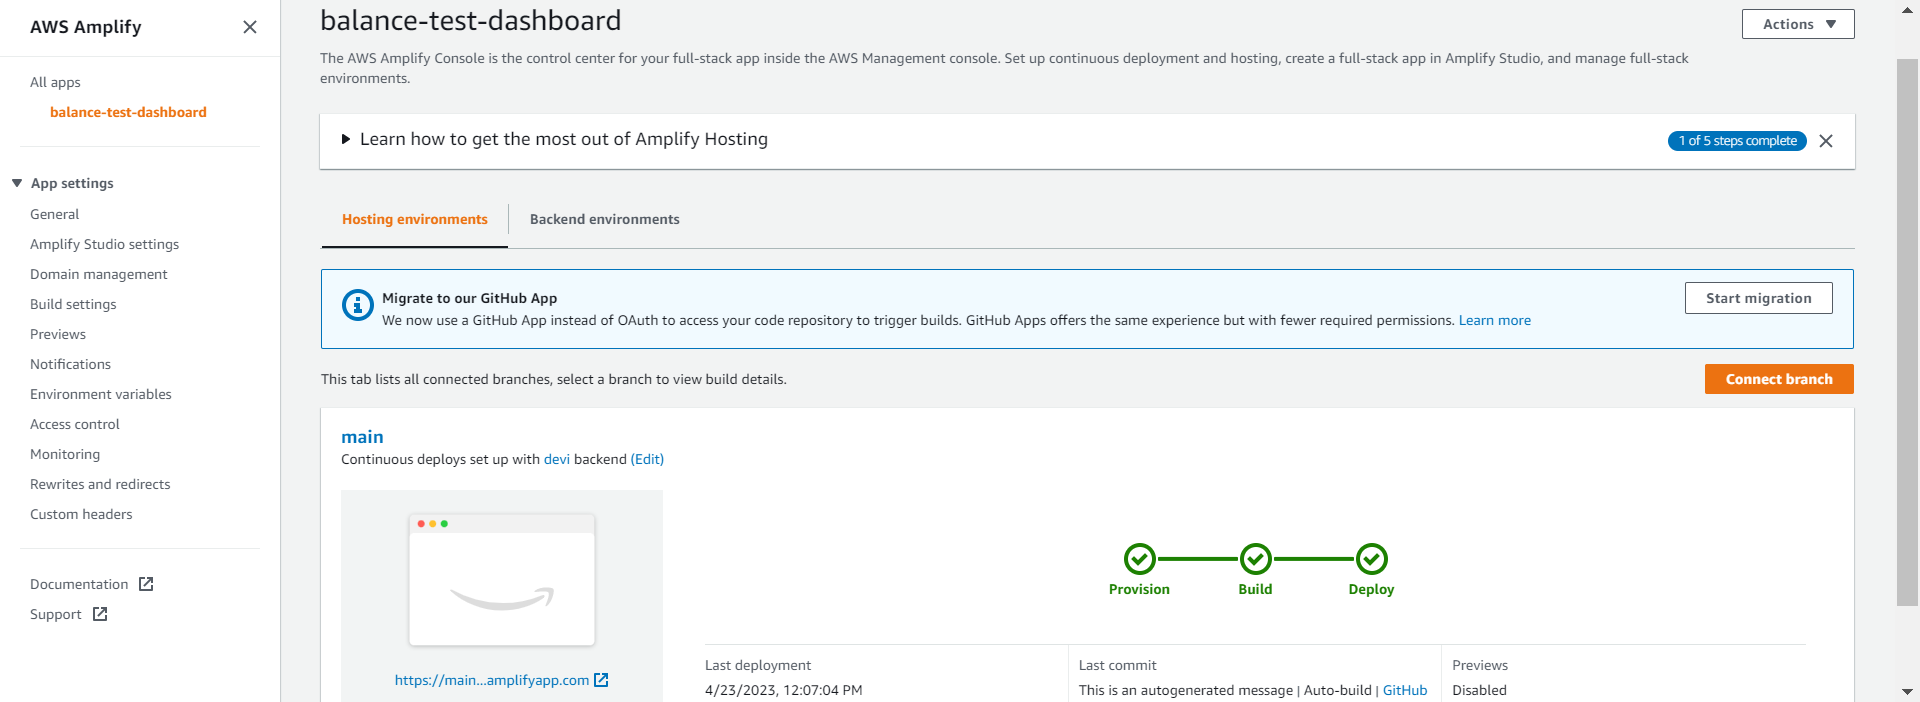 AWS Amplify
All apps
balance-test-dashboard
App settings
General
Amplify Studio settings
Domain management
Build settings
Previews
Notifications
Environment variables
Access control
Monitoring
Rewrites and redirects
Custom headers
Documentation
Support
balance-test-dashboard
Actions
The AWS Amplify Console is the control center for your full-stack app inside the AWS Management console. Set up continuous deployment and hosting, create a full-stack app in Amplify Studio, and manage full-stack
environments.
Learn how to get the most out of Amplify Hosting
1 of 5 steps complete
Hosting environments
Backend environments
Migrate to our GitHub App
We now use a GitHub App instead of OAuth to access your code repository to trigger builds. GitHub Apps offers the same experience but with fewer required permissions. Learn more
Start migration
This tab lists all connected branches, select a branch to view build details.
Connect branch
main
Continuous deploys set up with devi backend (Edit)
https://main...amplifyapp.com
Provision
Build
Deploy
Last deployment
4/23/2023, 12:07:04 PM
Last commit
This is an autogenerated message | Auto-build | GitHub
Previews
Disabled